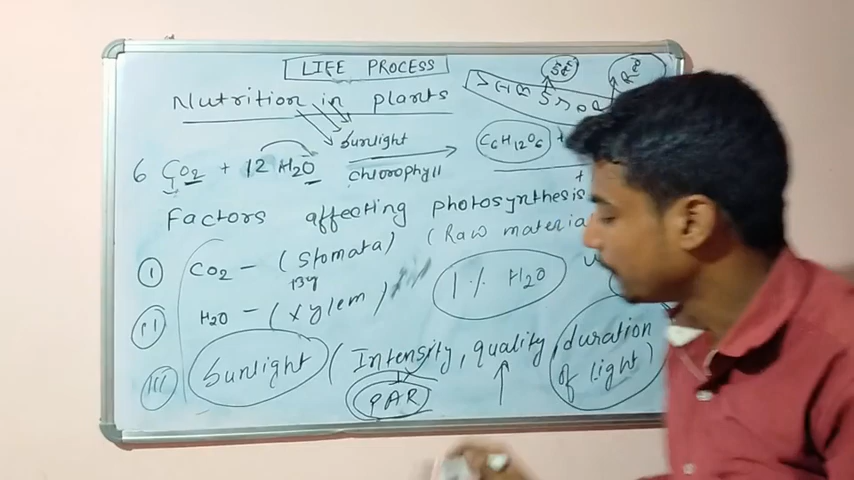 LIFE PROCESS
Nutrition in plants
sunlight
6 CO2 + 12 H2O C6H12O6 +
chlorophyll
+
Factors affecting photosynthesis
(Raw materia
I CO2 - (Stomata)
By
II H2O - (Xylem) 1% H2O
III Sunlight (Intensity, quality, duration of light)
PAR